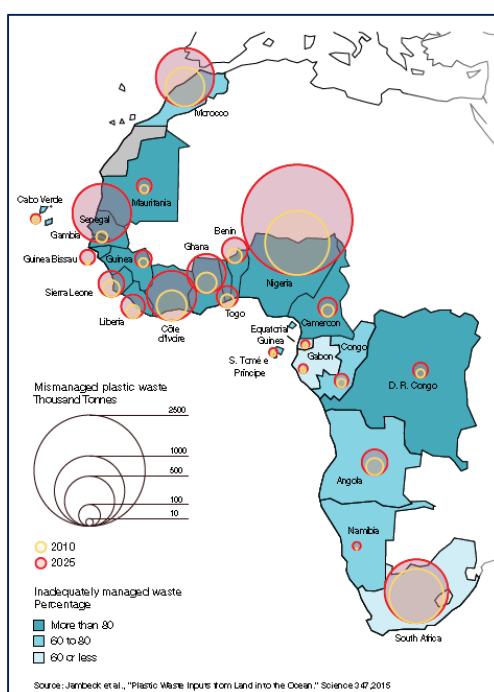 Morocco
Cabo Verde
Mauritania
Senegal
Gambia
Guinea Bissau
Guinea
Sierra Leone
Liberia
Côte
d'Ivoire
Ghana
Togo
Benin
Nigeria
Cameroon
Equatorial
Guinea
Gabon
Congo
S. Tomé e
Príncipe
D. R. Congo
Angola
Namibia
South Africa
Mismanaged plastic waste
Thousand Tonnes
2500
1000
500
100
10
2010
2025
Inadequately managed waste
Percentage
More than 80
60 to 80
60 or less
Source: Jambeck et al., "Plastic Waste Inputs from Land into the Ocean." Science 347,2015